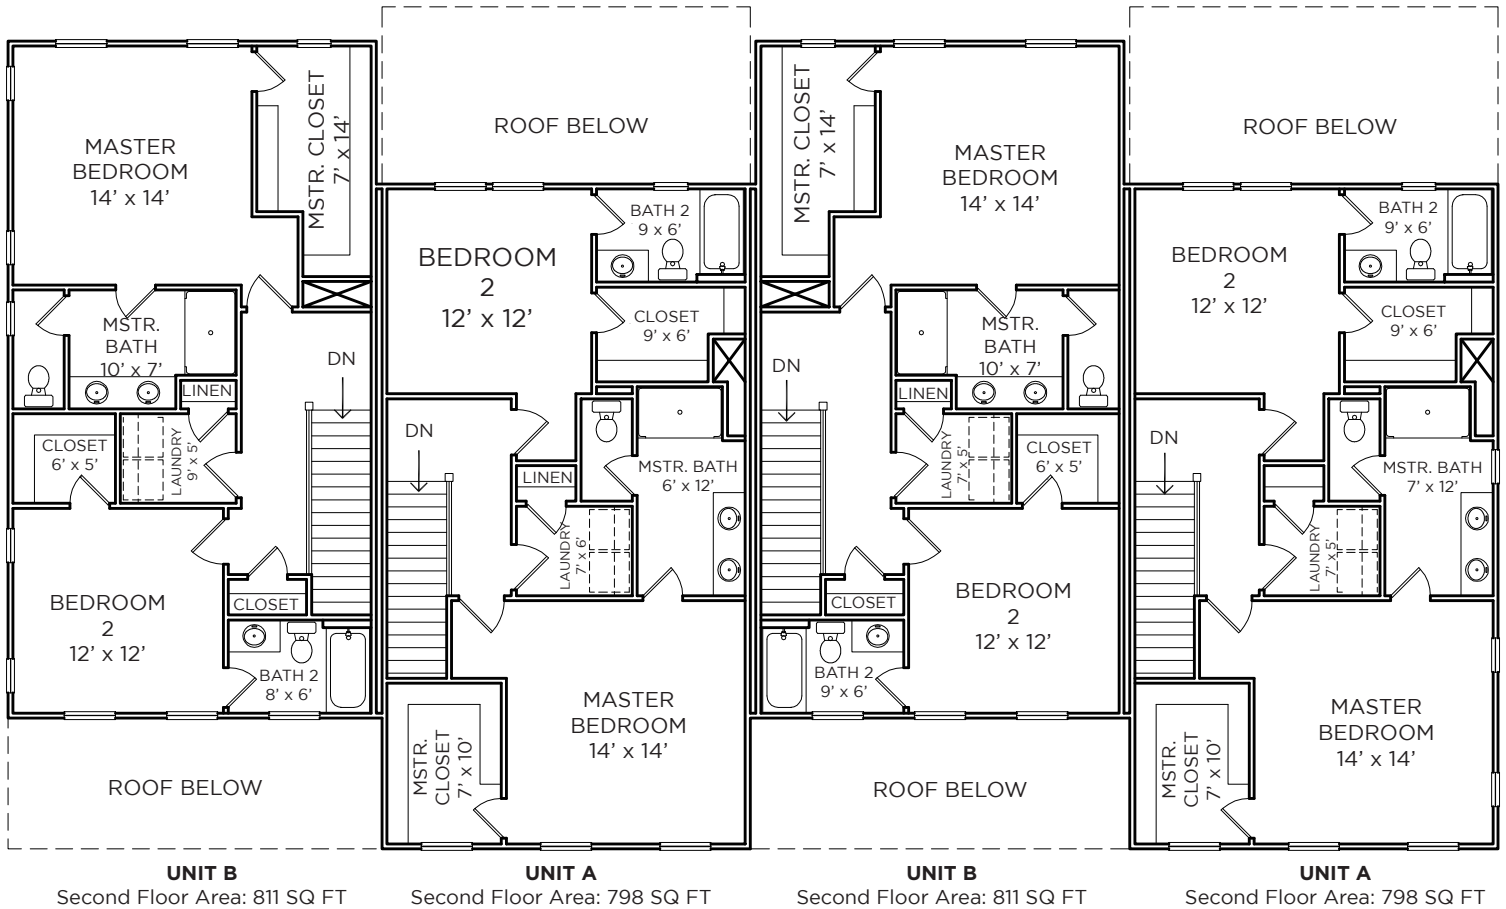 MASTER
BEDROOM
14’ x 14’
MSTR. CLOSET
7’ x 14’
MSTR.
BATH
10’ x 7’
LINEN
DN
CLOSET
6’ x 5’
LAUNDRY
9’ x 5’
BEDROOM
2
12’ x 12’
CLOSET
BATH 2
8’ x 6’
ROOF BELOW
UNIT B
Second Floor Area: 811 SQ FT
ROOF BELOW
BEDROOM
2
12’ x 12’
BATH 2
9 x 6’
CLOSET
9’ x 6’
DN
LINEN
MSTR. BATH
6’ x 12’
LAUNDRY
7’ x 6’
MASTER
BEDROOM
14’ x 14’
MSTR.
CLOSET
7’ x 10’
UNIT A
Second Floor Area: 798 SQ FT
MSTR. CLOSET
7’ x 14’
MASTER
BEDROOM
14’ x 14’
DN
MSTR.
BATH
10’ x 7’
LINEN
LAUNDRY
7’ x 5’
CLOSET
6’ x 5’
BEDROOM
2
12’ x 12’
CLOSET
BATH 2
9’ x 6’
ROOF BELOW
UNIT B
Second Floor Area: 811 SQ FT
ROOF BELOW
BEDROOM
2
12’ x 12’
BATH 2
9’ x 6’
CLOSET
9’ x 6’
DN
MSTR. BATH
7’ x 12’
LAUNDRY
7’ x 5’
MASTER
BEDROOM
14’ x 14’
MSTR.
CLOSET
7’ x 10’
UNIT A
Second Floor Area: 798 SQ FT